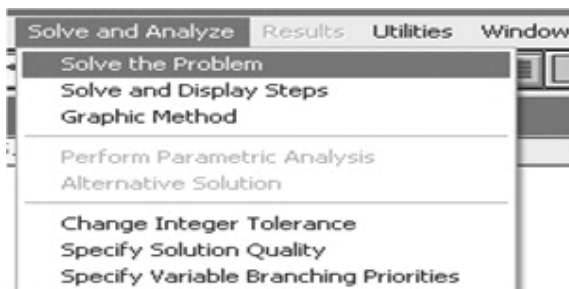 Solve and Analyze Results Utilities Window
Solve the Problem
Solve and Display Steps
Graphic Method
Perform Parametric Analysis
Alternative Solution
Change Integer Tolerance
Specify Solution Quality
Specify Variable Branching Priorities